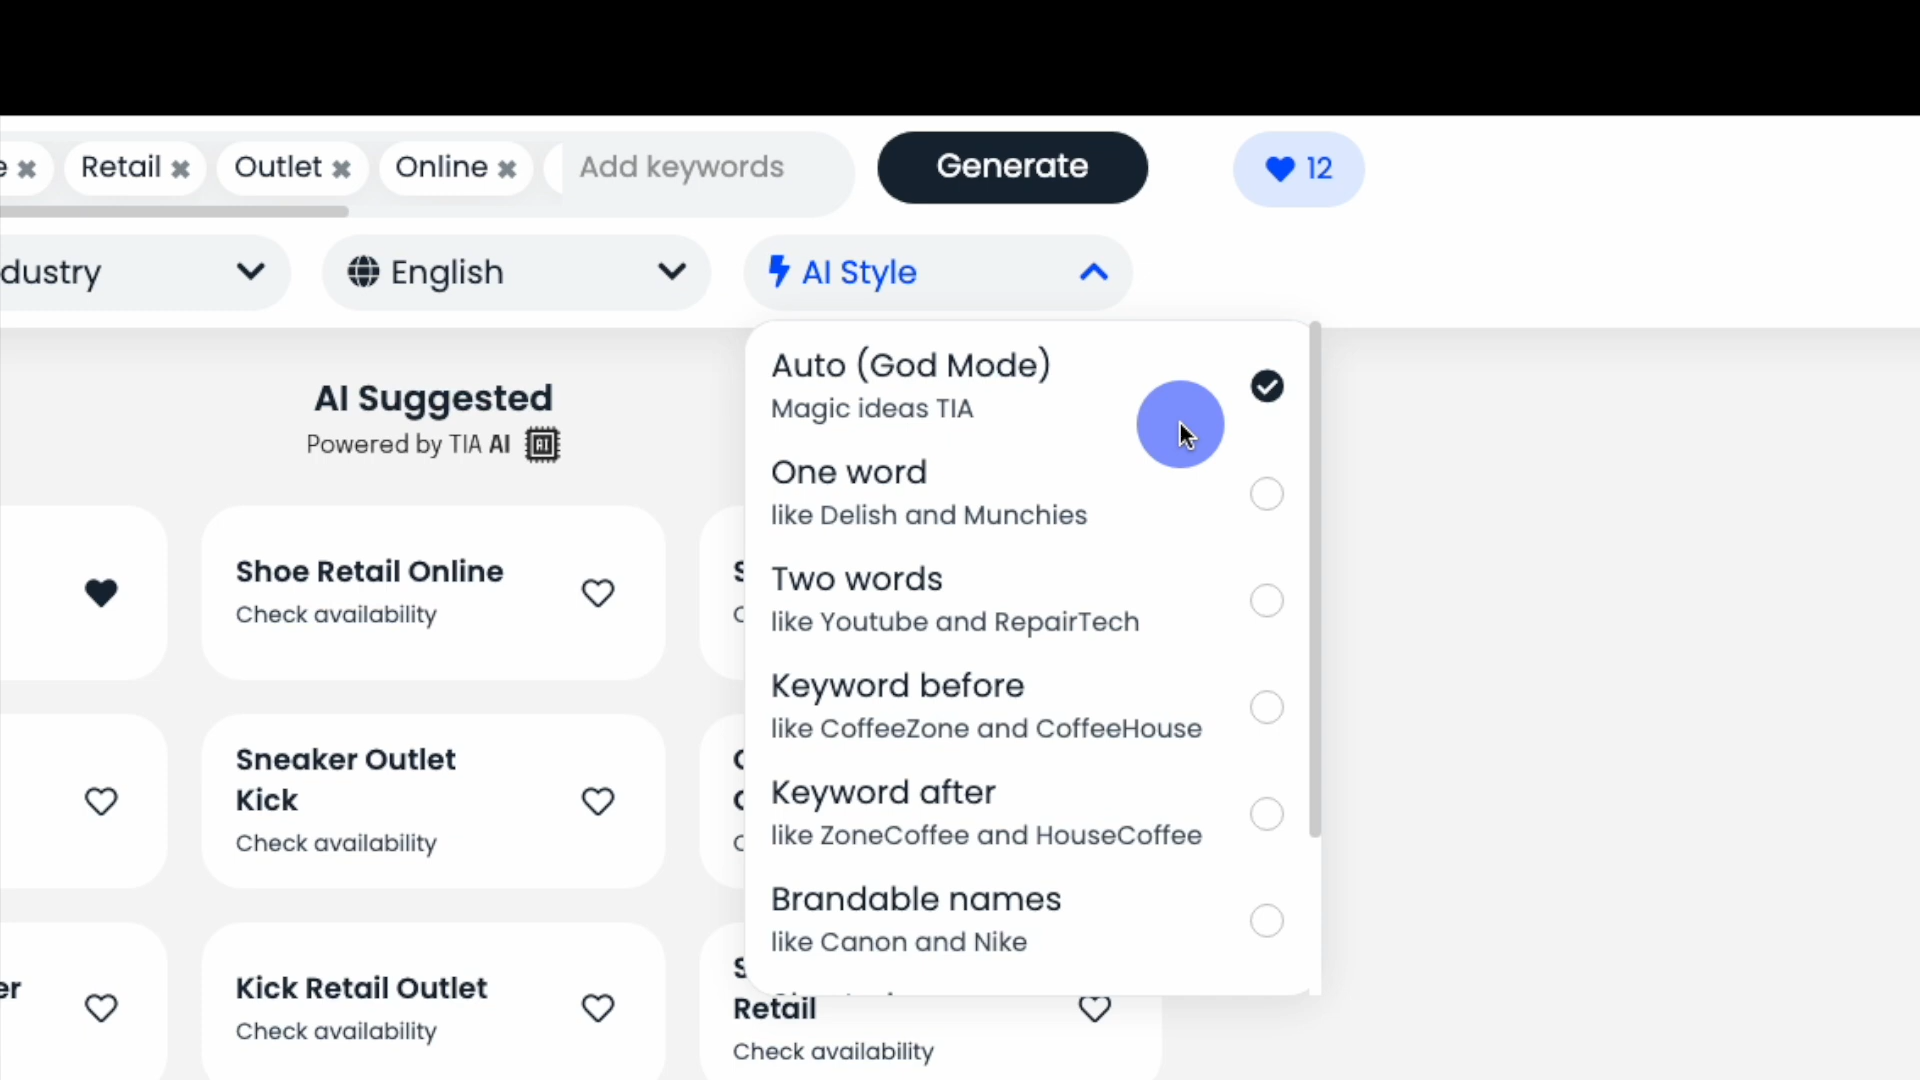 e Retail Outlet Online Add keywords Generate 12
dustry English AI Style
AI Suggested
Powered by TIA AI
AI
Auto (God Mode)
Magic ideas TIA
One word
like Delish and Munchies
Two words
like Youtube and RepairTech
Keyword before
like CoffeeZone and CoffeeHouse
Keyword after
like ZoneCoffee and HouseCoffee
Brandable names
like Canon and Nike
Shoe Retail Online
Check availability
Sneaker Outlet
Kick
Check availability
er
Kick Retail Outlet
Check availability
Retail
Check availability